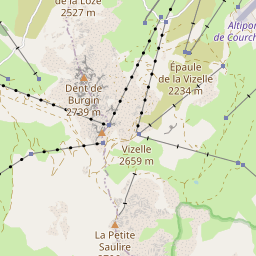 de la Loze
2527 m
Altipor
de Courch
Épaule
de la Vizelle
2234 m
Dent de
Burgin
2739 m
Vizelle
2659 m
La Petite
Saulire